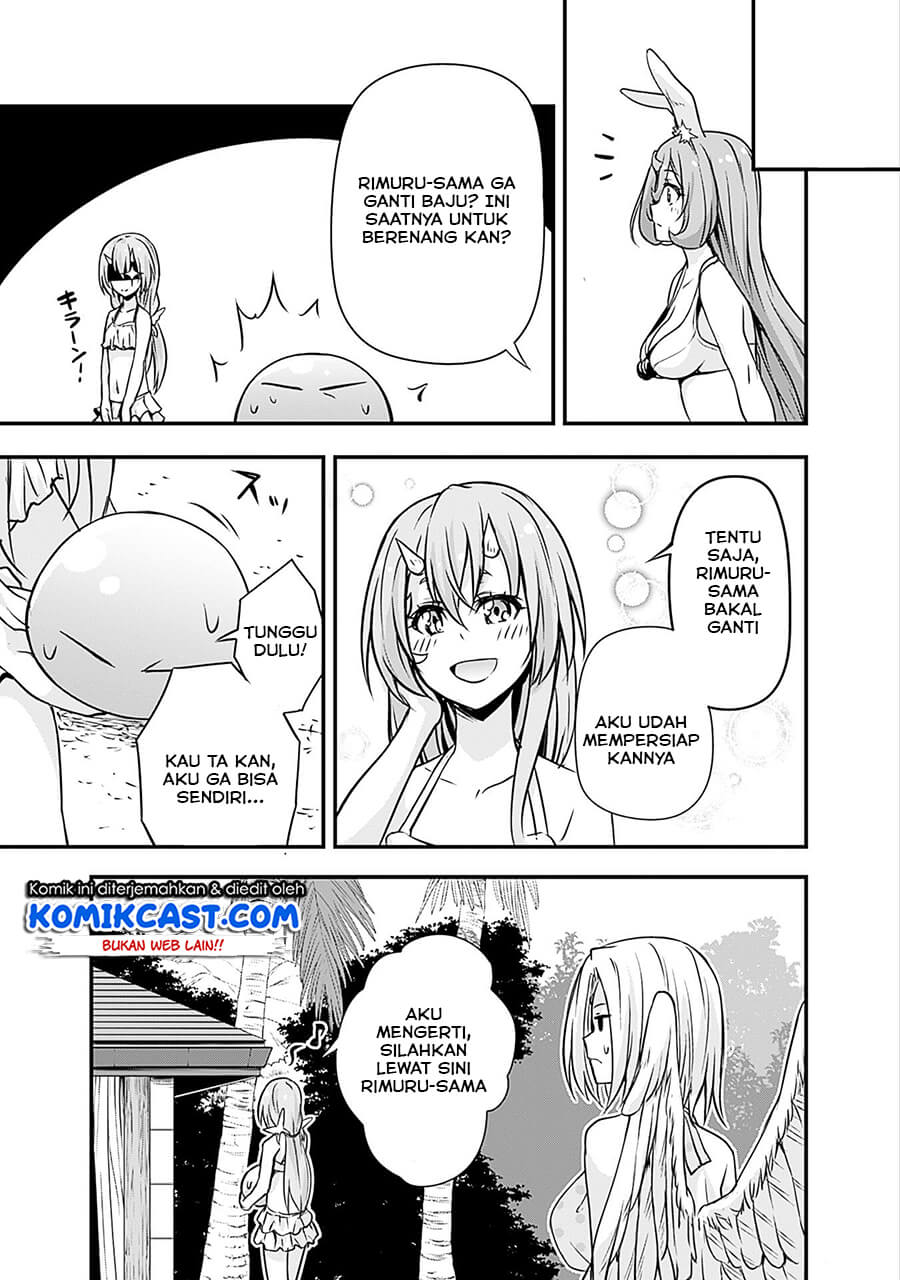 RIMURU-SAMA GA
GANTI BAJU? INI
SAATNYA UNTUK
BERENANG KAN?
キラーン!
TENTU
SAJA,
RIMURU-
SAMA
BAKAL
GANTI
AKU UDAH
MEMPERSIAP
KANNYA
ズッ
TUNGGU
DULU!
KAU TA KAN,
AKU GA BISA
SENDIRI...
Komik ini diterjemahkan & diedit oleh
KOMIKCAST.COM
BUKAN WEB LAIN!!
AKU
MENGERTI,
SILAHKAN
LEWAT SINI
RIMURU-SAMA